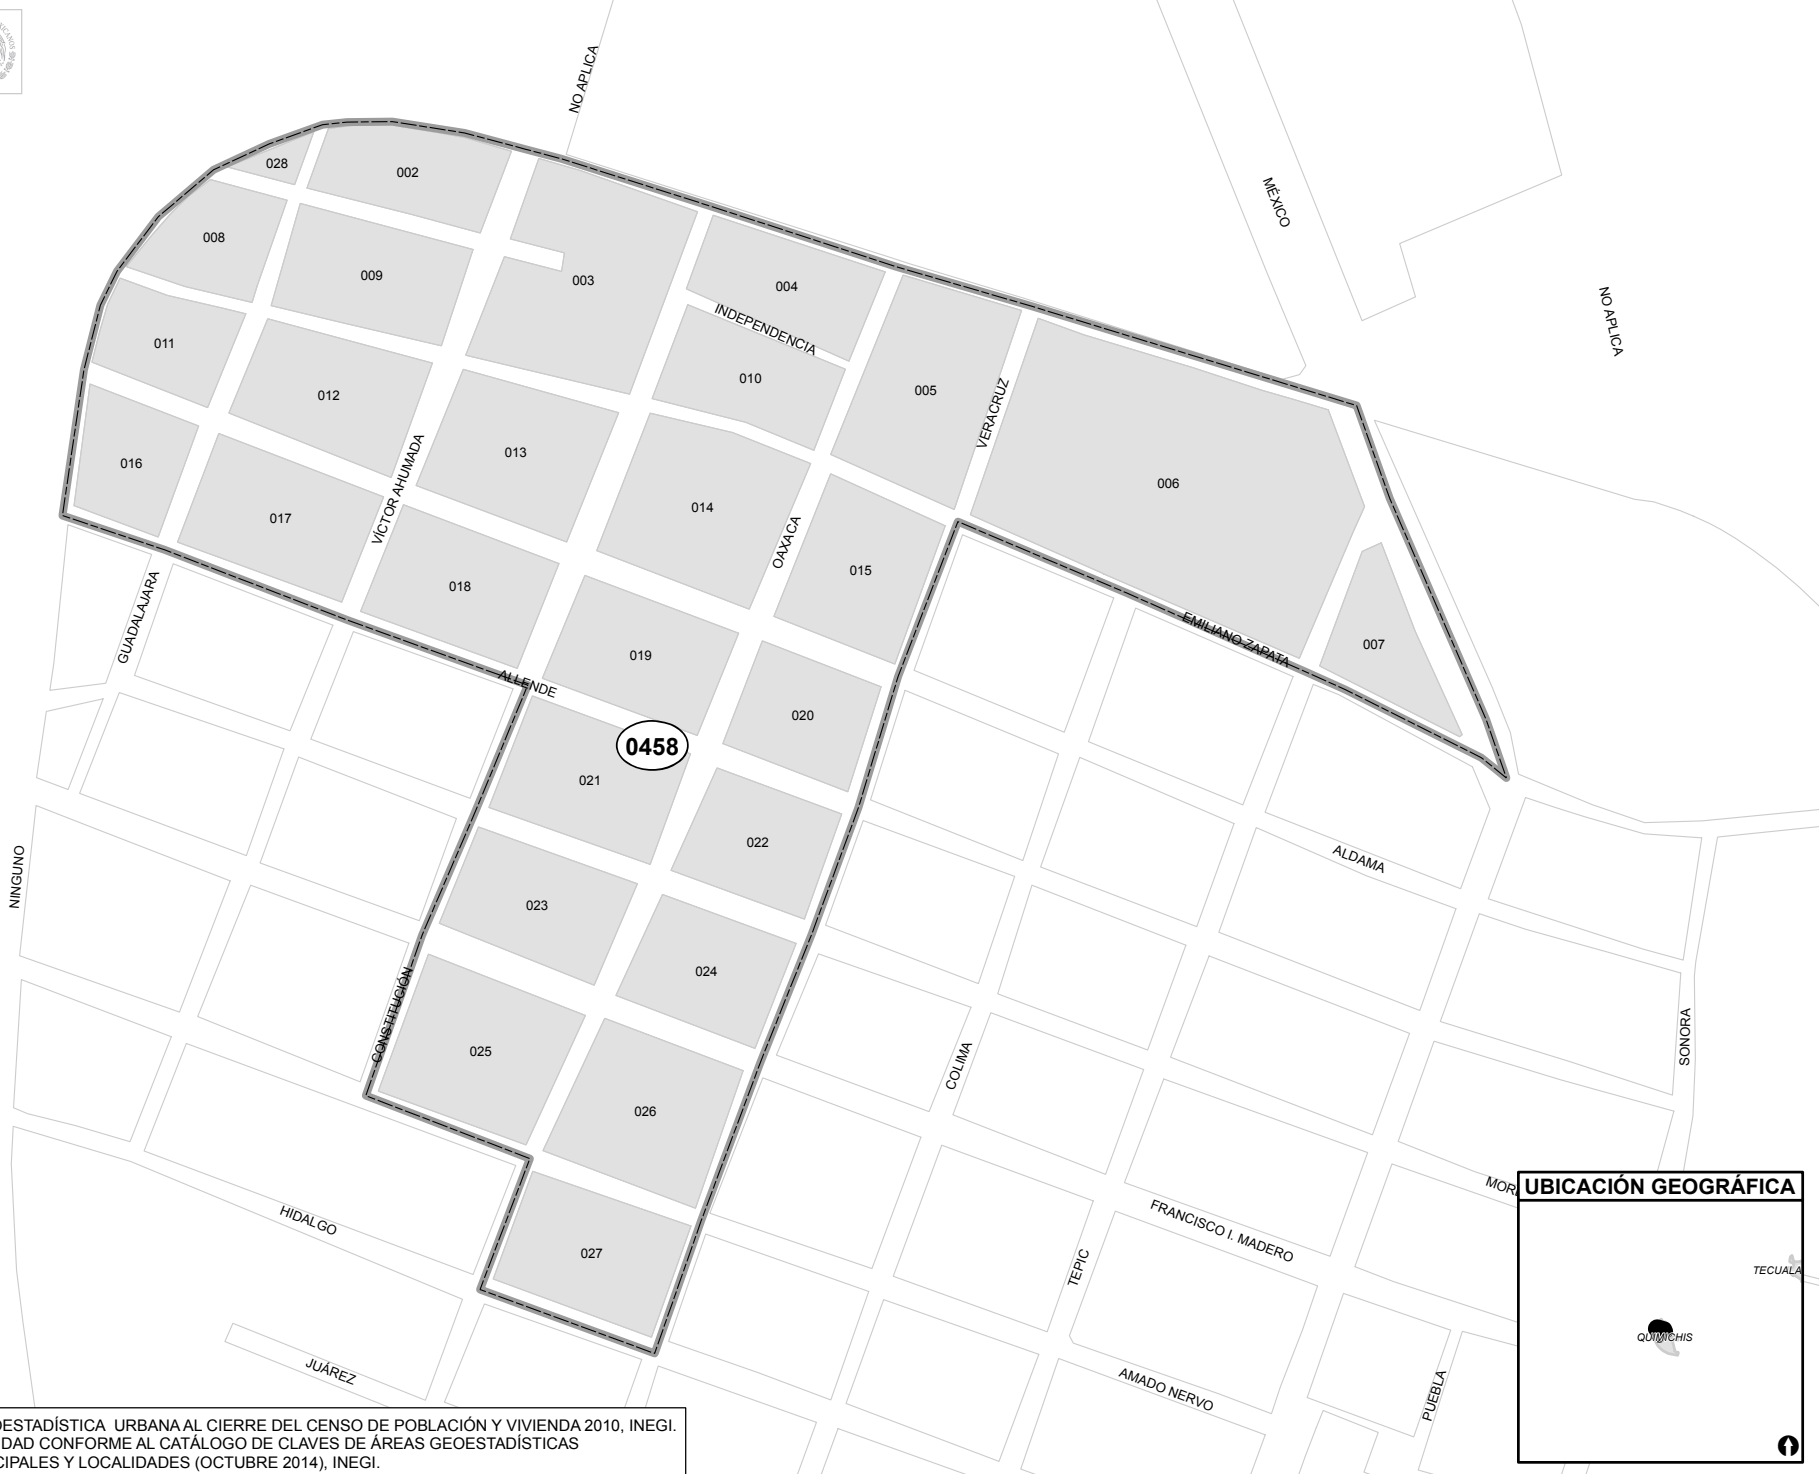 NO APLICA
028
002
MÉXICO
008
009
003
004
NO APLICA
INDEPENDENCIA
011
012
010
005
VERACRUZ
016
013
006
017
VÍCTOR AHUMADA
014
OAXACA
015
018
GUADALAJARA
EMILIANO ZAPATA
007
019
ALLENDE
020
0458
021
022
ALDAMA
NINGUNO
023
024
CONSTITUCIÓN
025
COLIMA
SONORA
026
HIDALGO
027
FRANCISCO I. MADERO
TEPIC
UBICACIÓN GEOGRÁFICA
TECUALA
QUIMICHIS
JUÁREZ
AMADO NERVO
PUEBLA
URBANA AL CIERRE DEL CENSO DE POBLACIÓN Y VIVIENDA 2010, INEGI.
CONFORME AL CATÁLOGO DE CLAVES DE ÁREAS GEOESTADÍSTICAS
Y LOCALIDADES (OCTUBRE 2014), INEGI.